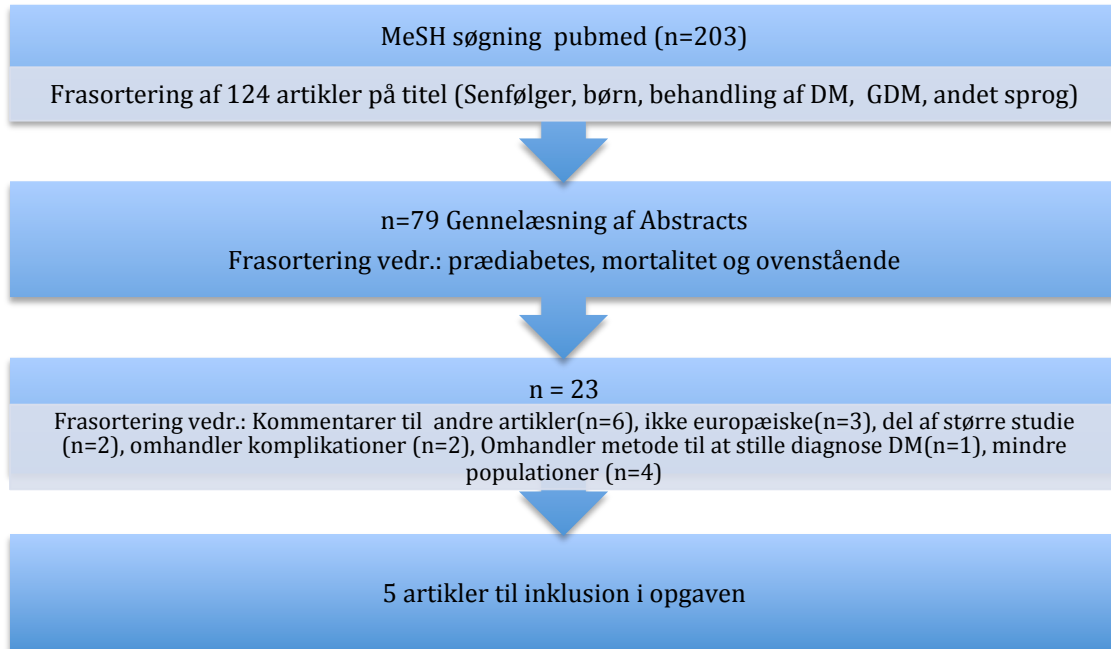 MeSH søgning pubmed (n=203)
Frasortering af 124 artikler på titel (Senfølger, børn, behandling af DM, GDM, andet sprog)
n=79 Gennelæsning af Abstracts
Frasortering vedr.: prædiabetes, mortalitet og ovenstående
n = 23
Frasortering vedr.: Kommentarer til andre artikler(n=6), ikke europæiske(n=3), del af større studie
(n=2), omhandler komplikationer (n=2), Omhandler metode til at stille diagnose DM(n=1), mindre
populationer (n=4)
5 artikler til inklusion i opgaven